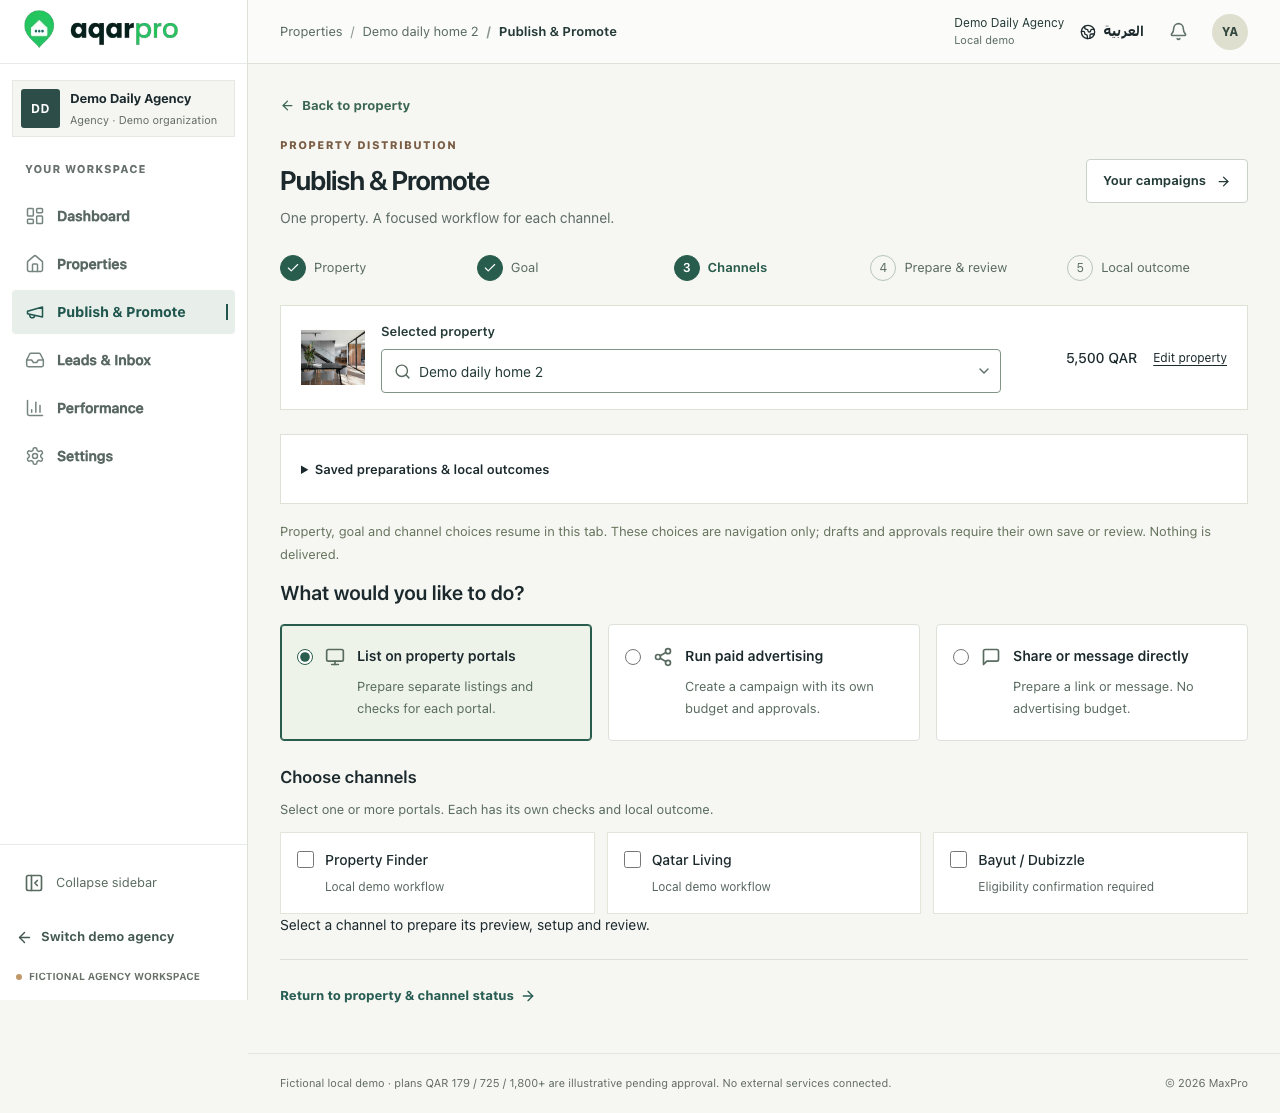 aqarpro
Properties / Demo daily home 2 / Publish & Promote
Demo Daily Agency
Local demo
العربية
YA
DD
Demo Daily Agency
Agency · Demo organization
YOUR WORKSPACE
Dashboard
Properties
Publish & Promote
Leads & Inbox
Performance
Settings
Collapse sidebar
Switch demo agency
FICTIONAL AGENCY WORKSPACE
Back to property
PROPERTY DISTRIBUTION
Publish & Promote
One property. A focused workflow for each channel.
Your campaigns
Property
Goal
3 Channels
4 Prepare & review
5 Local outcome
Selected property
Demo daily home 2
5,500 QAR
Edit property
Saved preparations & local outcomes
Property, goal and channel choices resume in this tab. These choices are navigation only; drafts and approvals require their own save or review. Nothing is
delivered.
What would you like to do?
List on property portals
Prepare separate listings and
checks for each portal.
Run paid advertising
Create a campaign with its own
budget and approvals.
Share or message directly
Prepare a link or message. No
advertising budget.
Choose channels
Select one or more portals. Each has its own checks and local outcome.
Property Finder
Local demo workflow
Qatar Living
Local demo workflow
Bayut / Dubizzle
Eligibility confirmation required
Select a channel to prepare its preview, setup and review.
Return to property & channel status
Fictional local demo · plans QAR 179 / 725 / 1,800+ are illustrative pending approval. No external services connected.
© 2026 MaxPro